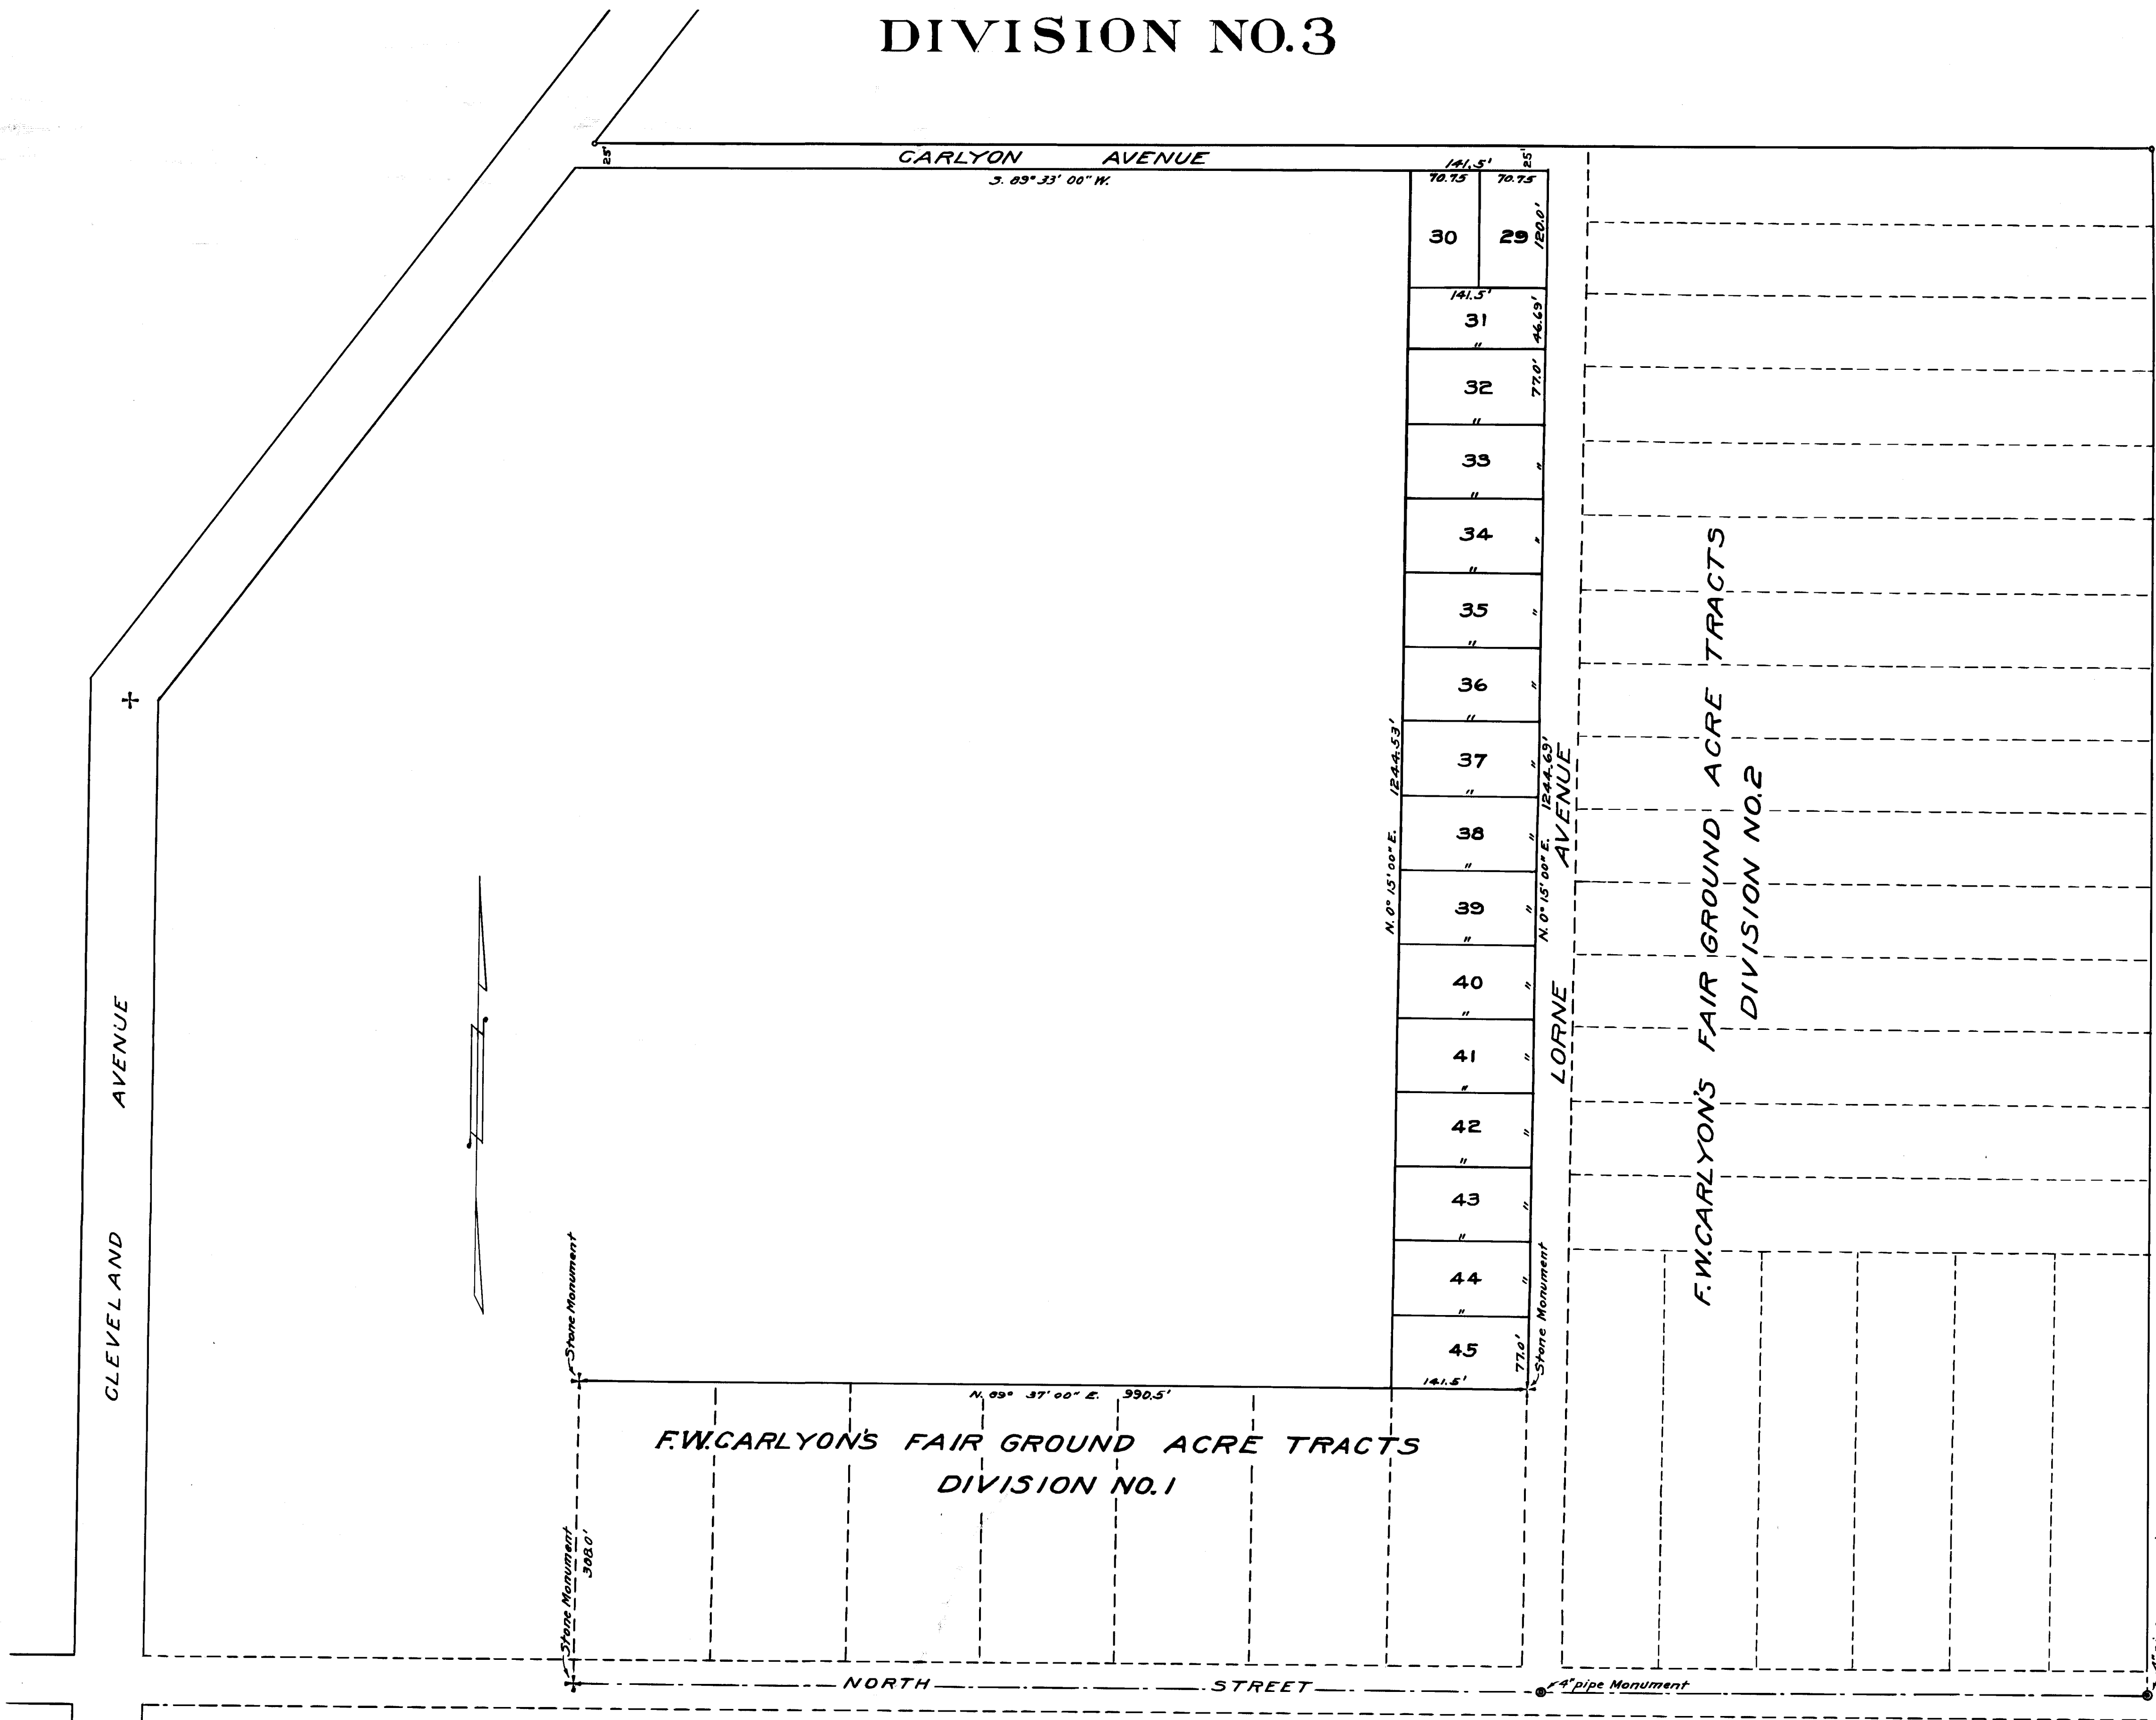 DIVISION NO.3
CARLYON AVENUE
25'
25'
141.5'
S. 89° 33' 00" W.
70.75 70.75
30 29 120.0'
141.5'
31 46.69'
"
32 77.0'
"
33 "
"
34 "
"
35 "
"
36 "
"
37 "
"
38 "
"
39 "
"
40 "
"
41 "
"
42 "
"
43 "
"
44 "
"
45 77.0'
141.5'
N. 0° 15' 00" E. 1244.53'
N. 0° 15' 00" E. 1244.69'
LORNE AVENUE
F.W.CARLYON'S FAIR GROUND ACRE TRACTS
DIVISION NO.2
CLEVELAND AVENUE
Stone Monument
Stone Monument
N. 89° 37' 00" E. 990.5'
F.W.CARLYON'S FAIR GROUND ACRE TRACTS
DIVISION NO.1
Stone Monument
308.0'
NORTH STREET
4" pipe Monument